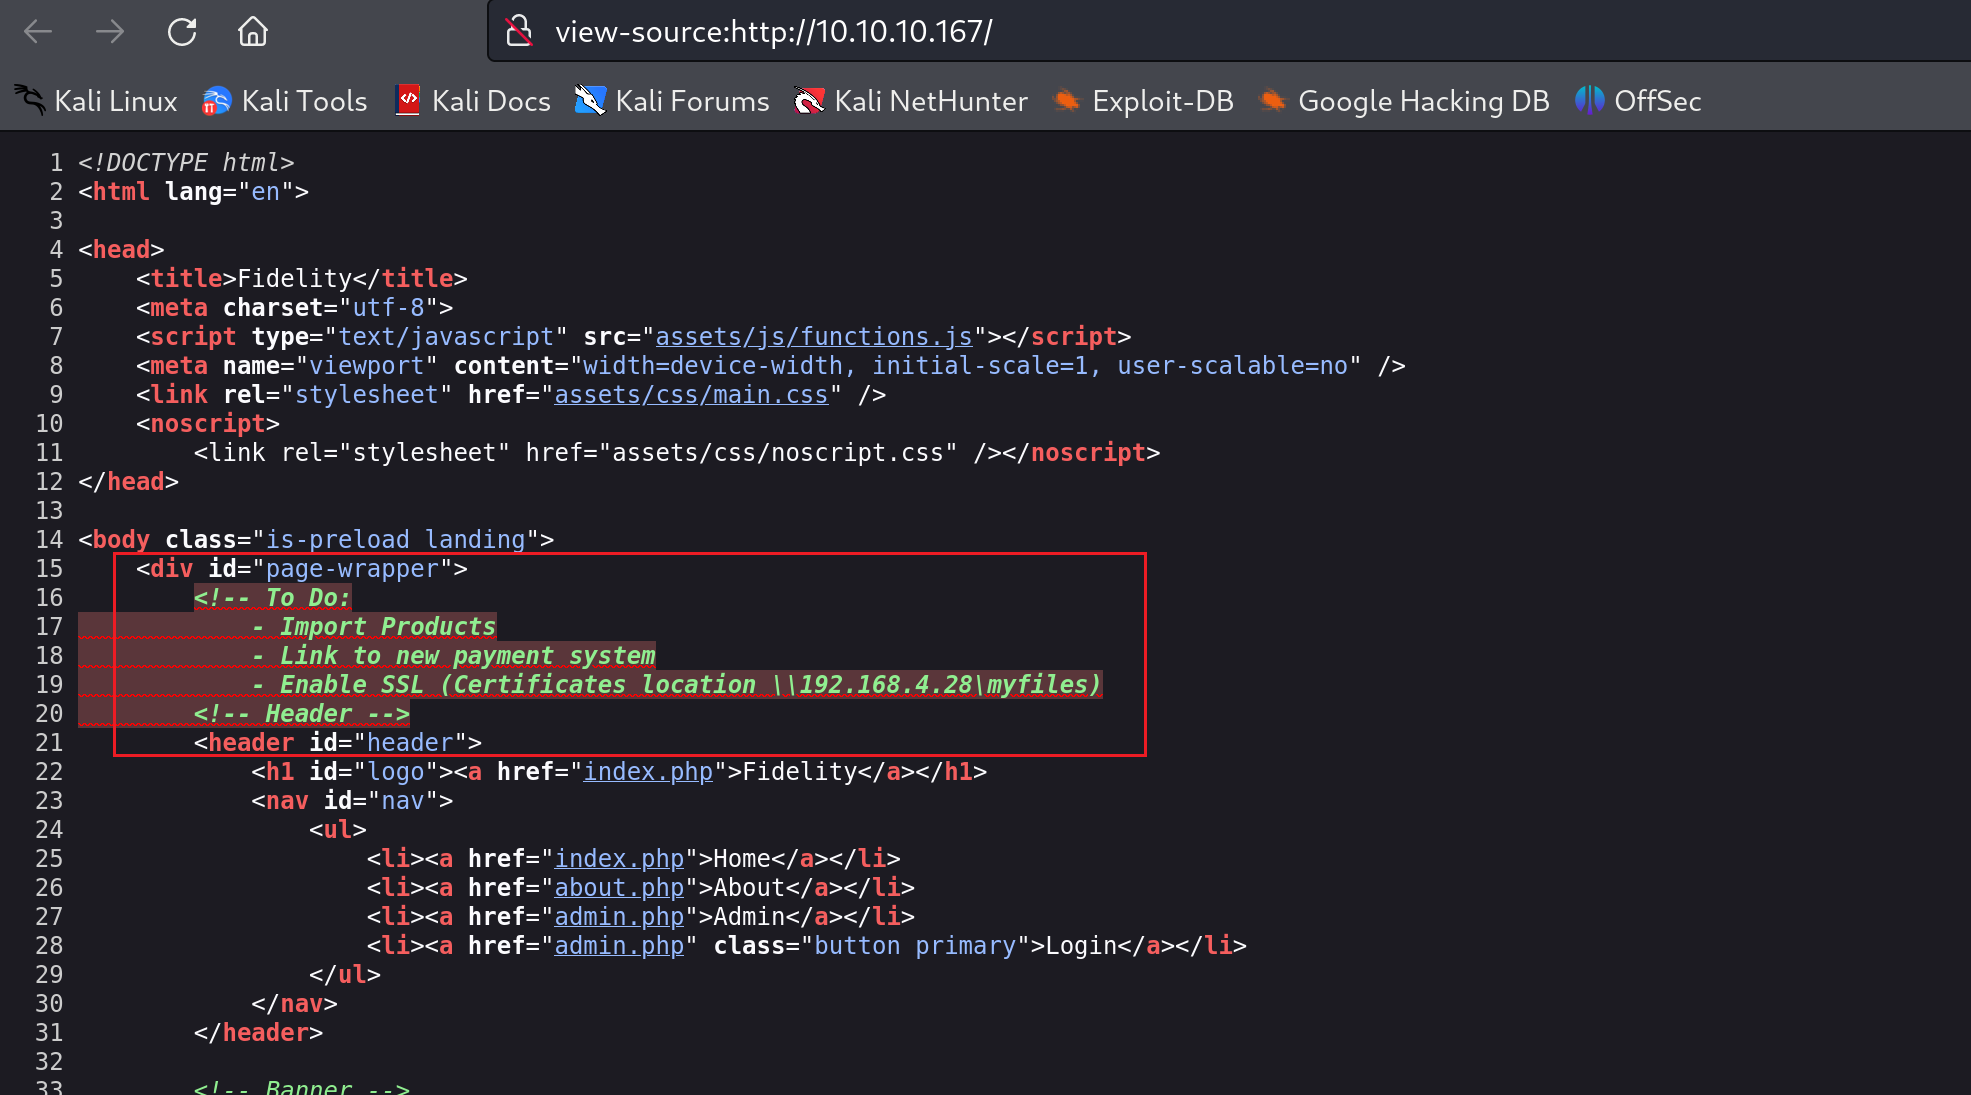 view-source:http://10.10.10.167/
Kali Linux Kali Tools Kali Docs Kali Forums Kali NetHunter Exploit-DB Google Hacking DB OffSec
1 <!DOCTYPE html>
2 <html lang="en">
3
4 <head>
5     <title>Fidelity</title>
6     <meta charset="utf-8">
7     <script type="text/javascript" src="assets/js/functions.js"></script>
8     <meta name="viewport" content="width=device-width, initial-scale=1, user-scalable=no" />
9     <link rel="stylesheet" href="assets/css/main.css" />
10     <noscript>
11         <link rel="stylesheet" href="assets/css/noscript.css" /></noscript>
12 </head>
13
14 <body class="is-preload landing">
15     <div id="page-wrapper">
16         <!-- To Do:
17             - Import Products
18             - Link to new payment system
19             - Enable SSL (Certificates location \\192.168.4.28\myfiles)
20         <!-- Header -->
21         <header id="header">
22             <h1 id="logo"><a href="index.php">Fidelity</a></h1>
23             <nav id="nav">
24                 <ul>
25                     <li><a href="index.php">Home</a></li>
26                     <li><a href="about.php">About</a></li>
27                     <li><a href="admin.php">Admin</a></li>
28                     <li><a href="admin.php" class="button primary">Login</a></li>
29                 </ul>
30             </nav>
31         </header>
32
33         <!-- Banner -->